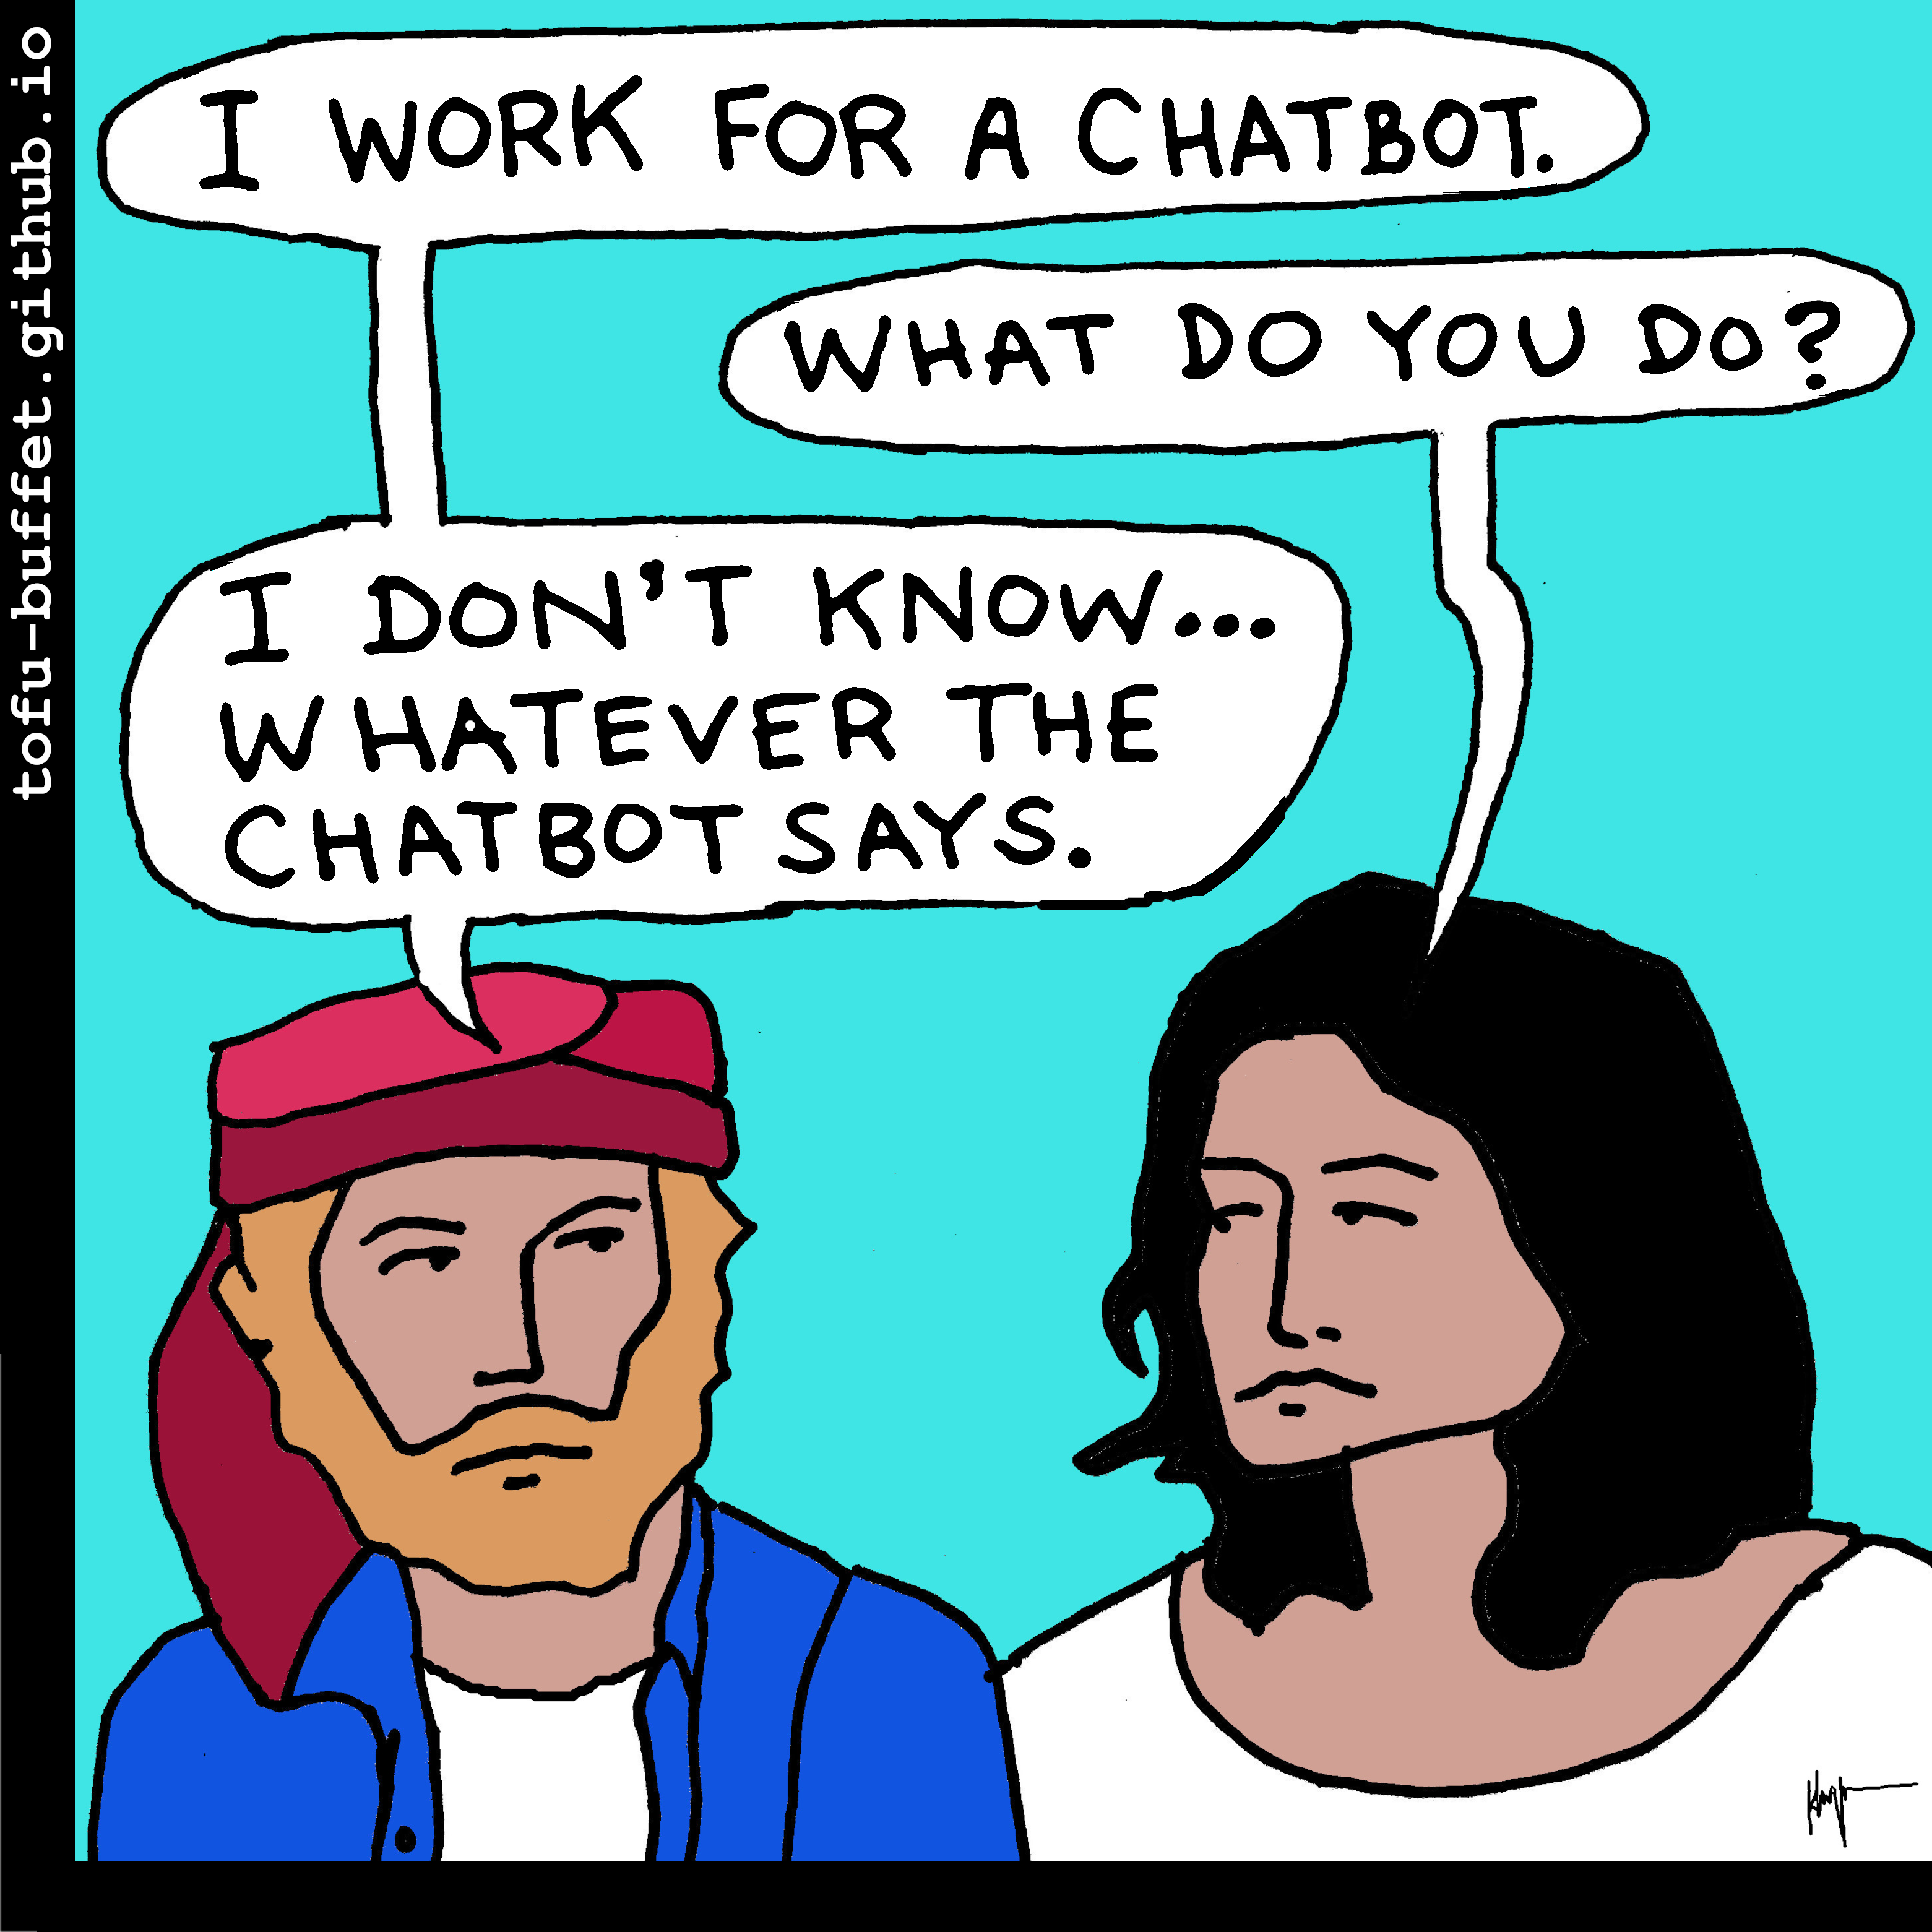 tofu-buffet.github.io
I WORK FOR A CHATBOT.
WHAT DO YOU DO?
I DON'T KNOW...
WHATEVER THE
CHATBOT SAYS.